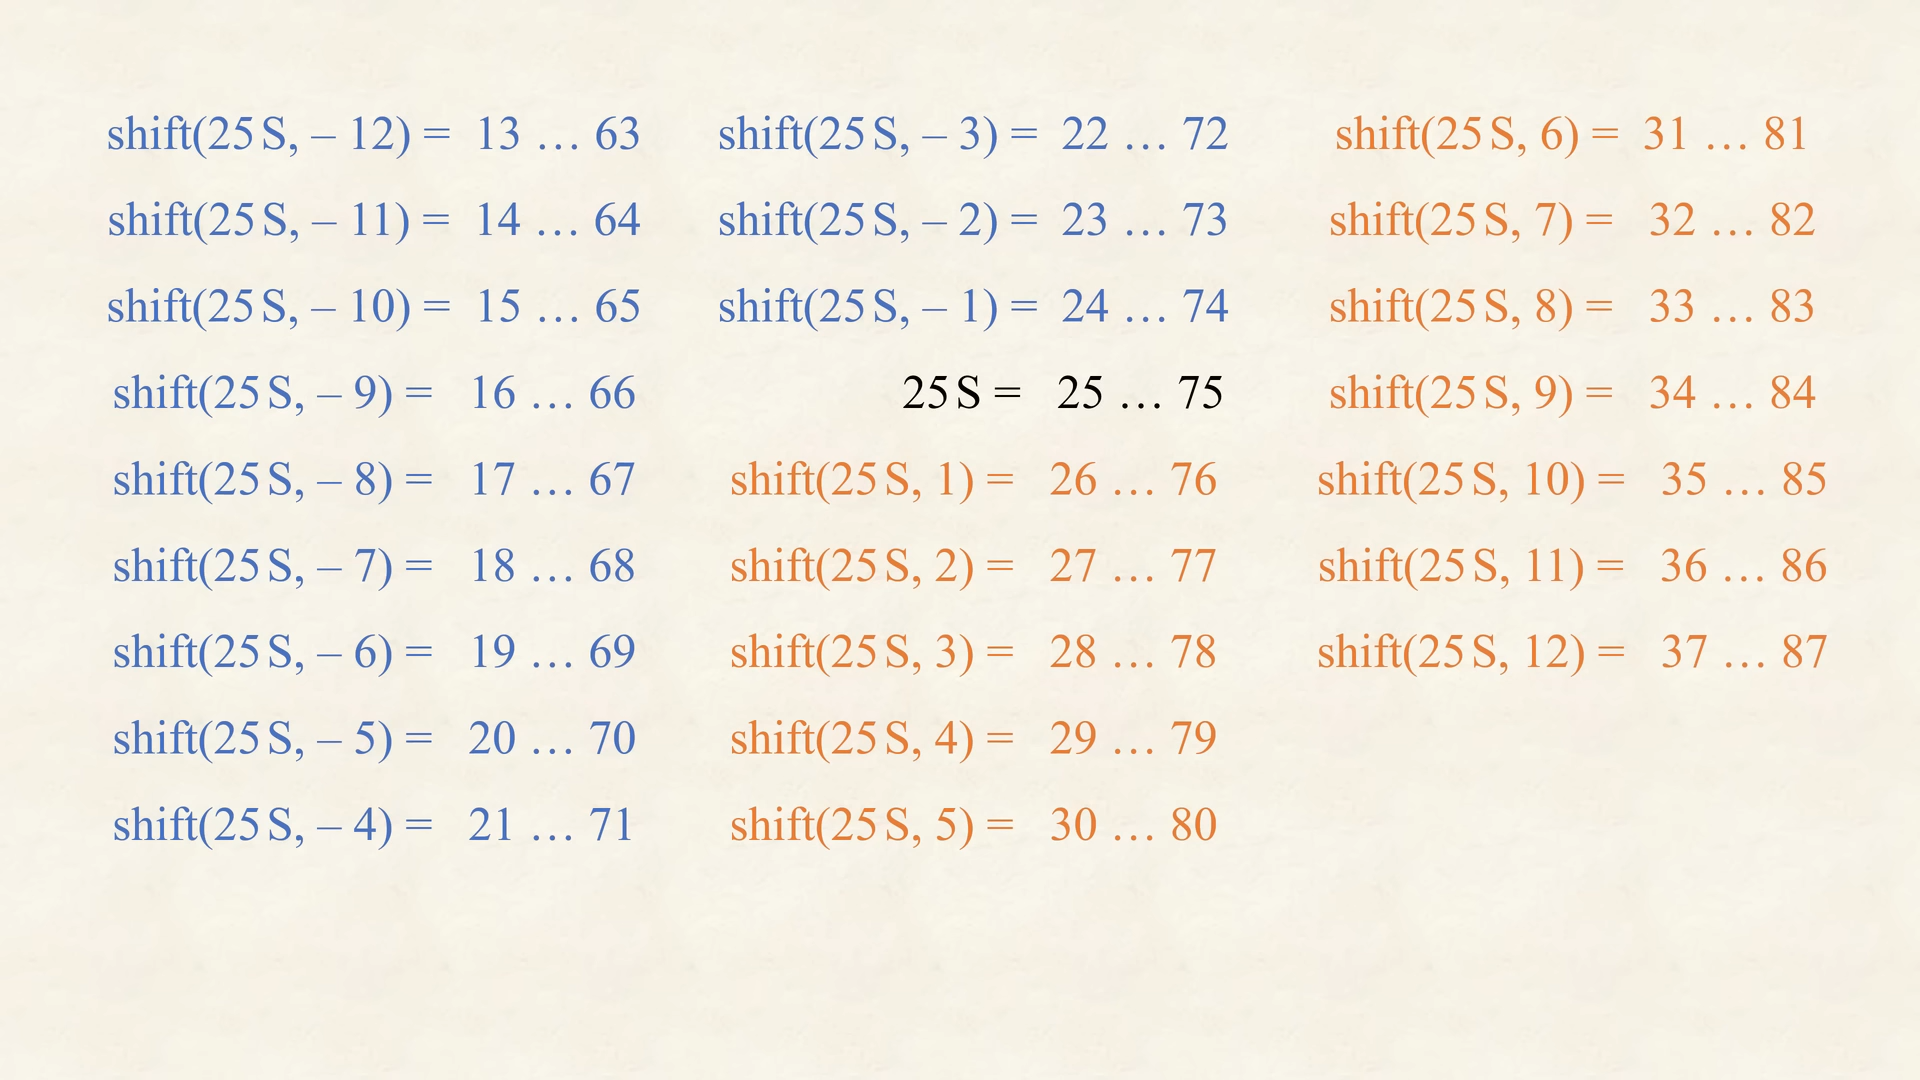 shift(25 S, – 12) = 13 … 63
shift(25 S, – 11) = 14 … 64
shift(25 S, – 10) = 15 … 65
shift(25 S, – 9) = 16 … 66
shift(25 S, – 8) = 17 … 67
shift(25 S, – 7) = 18 … 68
shift(25 S, – 6) = 19 … 69
shift(25 S, – 5) = 20 … 70
shift(25 S, – 4) = 21 … 71
shift(25 S, – 3) = 22 … 72
shift(25 S, – 2) = 23 … 73
shift(25 S, – 1) = 24 … 74
25 S = 25 … 75
shift(25 S, 1) = 26 … 76
shift(25 S, 2) = 27 … 77
shift(25 S, 3) = 28 … 78
shift(25 S, 4) = 29 … 79
shift(25 S, 5) = 30 … 80
shift(25 S, 6) = 31 … 81
shift(25 S, 7) = 32 … 82
shift(25 S, 8) = 33 … 83
shift(25 S, 9) = 34 … 84
shift(25 S, 10) = 35 … 85
shift(25 S, 11) = 36 … 86
shift(25 S, 12) = 37 … 87